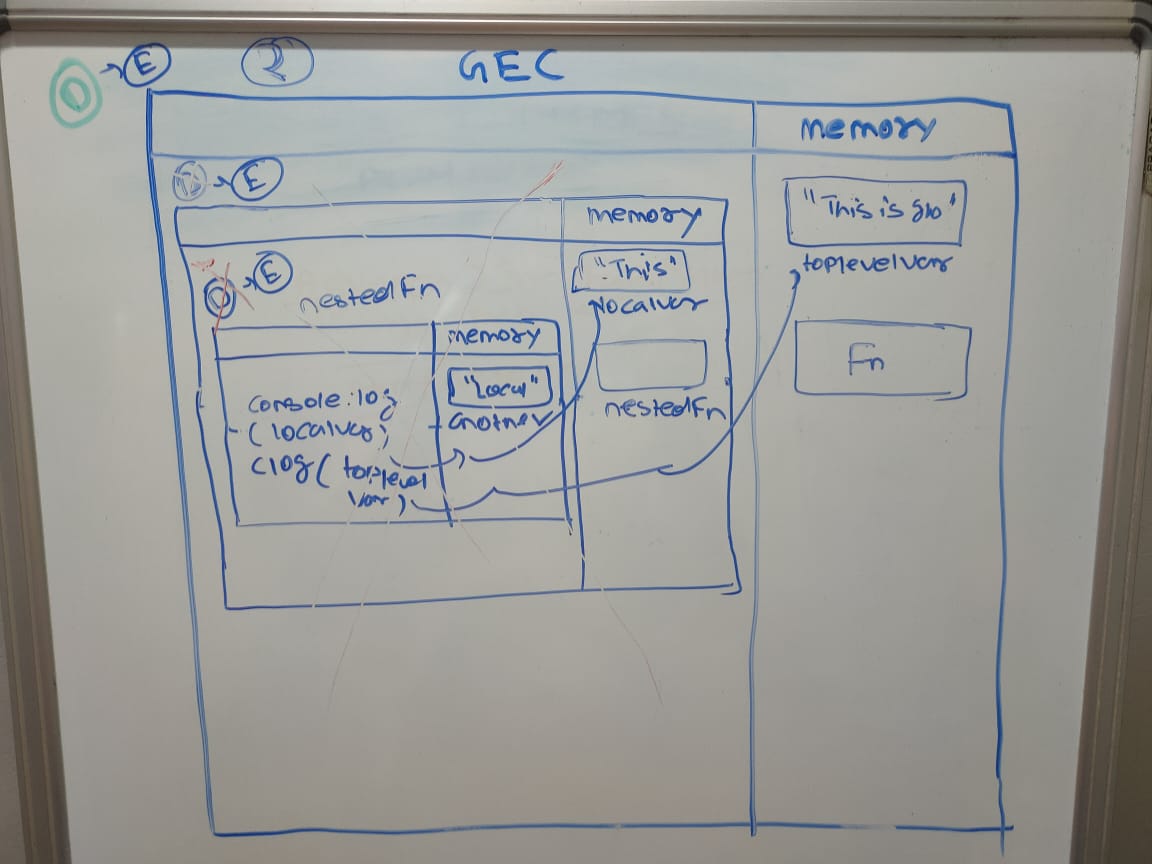 E
2
GEC
memory
E
memory
"This is glo"
toplevelvar
E
nestedFn
"This"
localvar
memory
"Local"
anothev
console.log
(localvar)
clog(toplevel
var)
nestedFn
Fn